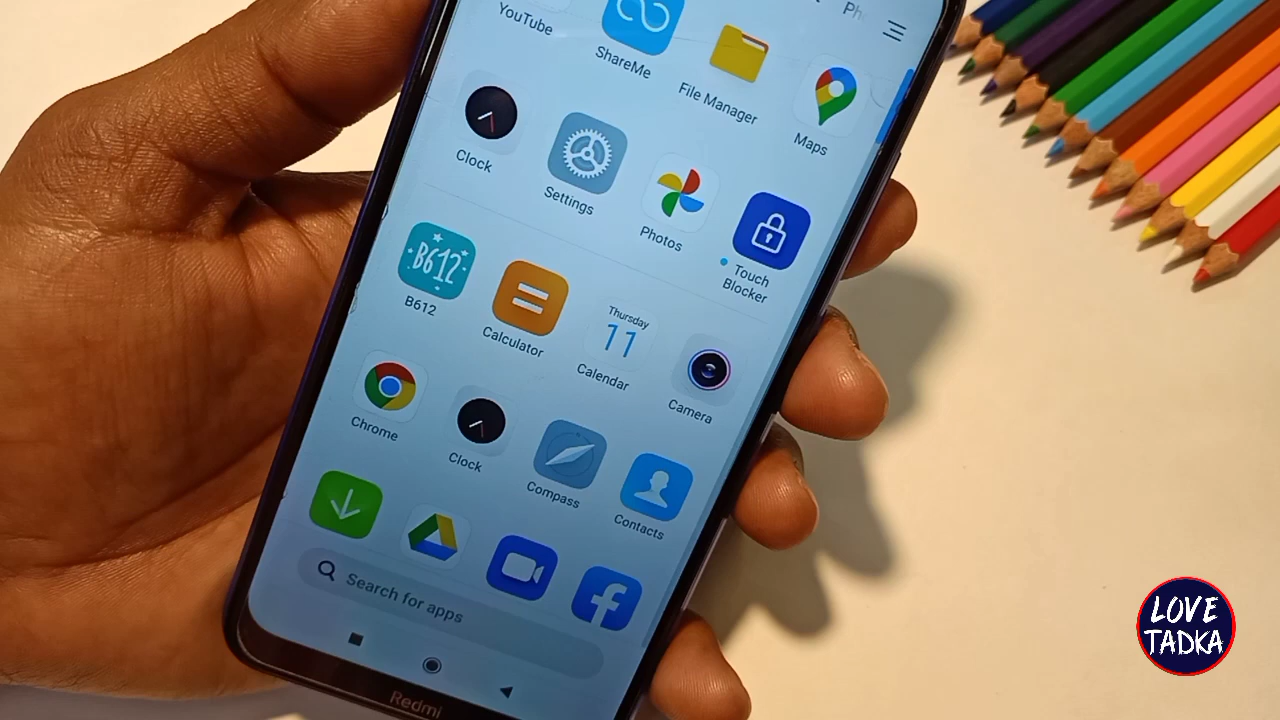 YouTube
ShareMe
File Manager
Maps
Clock
Settings
Photos
Touch
Blocker
B612
B612
Calculator
Thursday
11
Calendar
Camera
Chrome
Clock
Compass
Contacts
Search for apps
Redmi
LOVE
TADKA